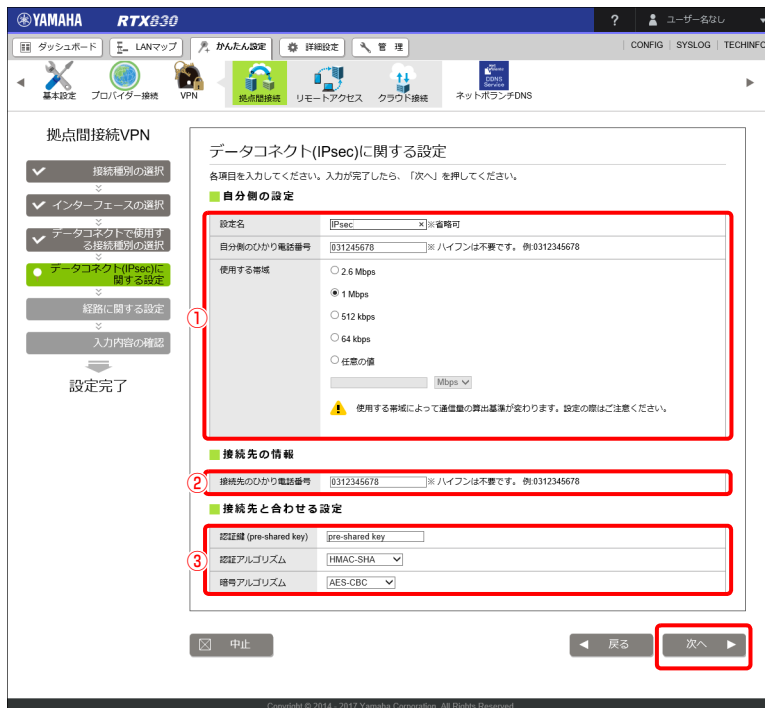 YAMAHA RTX830 ? ユーザー名なし
ダッシュボード LANマップ かんたん設定 詳細設定 管 理 CONFIG SYSLOG TECHINFO
基本設定 プロバイダー接続 VPN 拠点間接続 リモートアクセス クラウド接続 DDNS Service ネットボランチDNS
拠点間接続VPN
接続種別の選択
インターフェースの選択
データコネクトで使用す
る接続種別の選択
データコネクト(IPsec)に
関する設定
経路に関する設定
入力内容の確認
設定完了
データコネクト(IPsec)に関する設定
各項目を入力してください。入力が完了したら、「次へ」を押してください。
自分側の設定
①
設定名 IPsec × ※省略可
自分側のひかり電話番号 031245678 ※ ハイフンは不要です。 例:0312345678
使用する帯域 2.6 Mbps
1 Mbps
512 kbps
64 kbps
任意の値
Mbps
使用する帯域によって通信量の算出基準が変わります。設定の際はご注意ください。
接続先の情報
② 接続先のひかり電話番号 0312345678 ※ ハイフンは不要です。 例:0312345678
接続先と合わせる設定
認証鍵 (pre-shared key) pre-shared key
③ 認証アルゴリズム HMAC-SHA
暗号アルゴリズム AES-CBC
中止 戻る 次へ
Copyright © 2014 - 2017 Yamaha Corporation. All Rights Reserved.